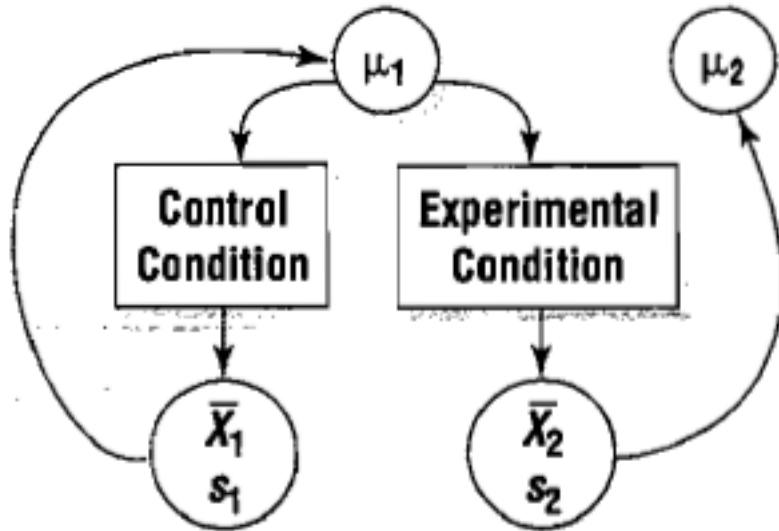 μ₁
μ₂
Control
Condition
Experimental
Condition
X̄₁
s₁
X̄₂
s₂